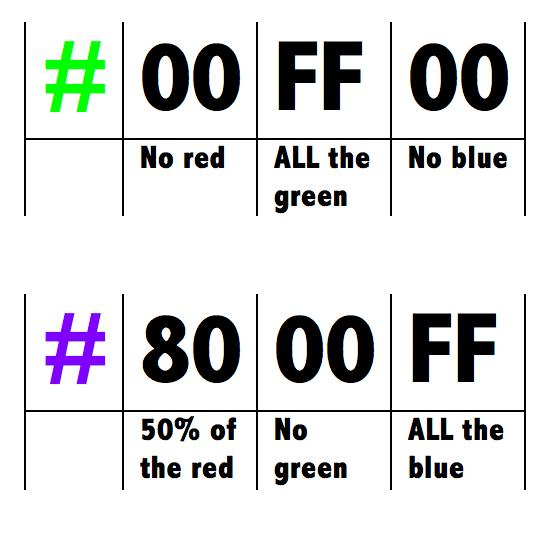 # 00 FF 00
No red ALL the No blue
green
# 80 00 FF
50% of No ALL the
the red green blue